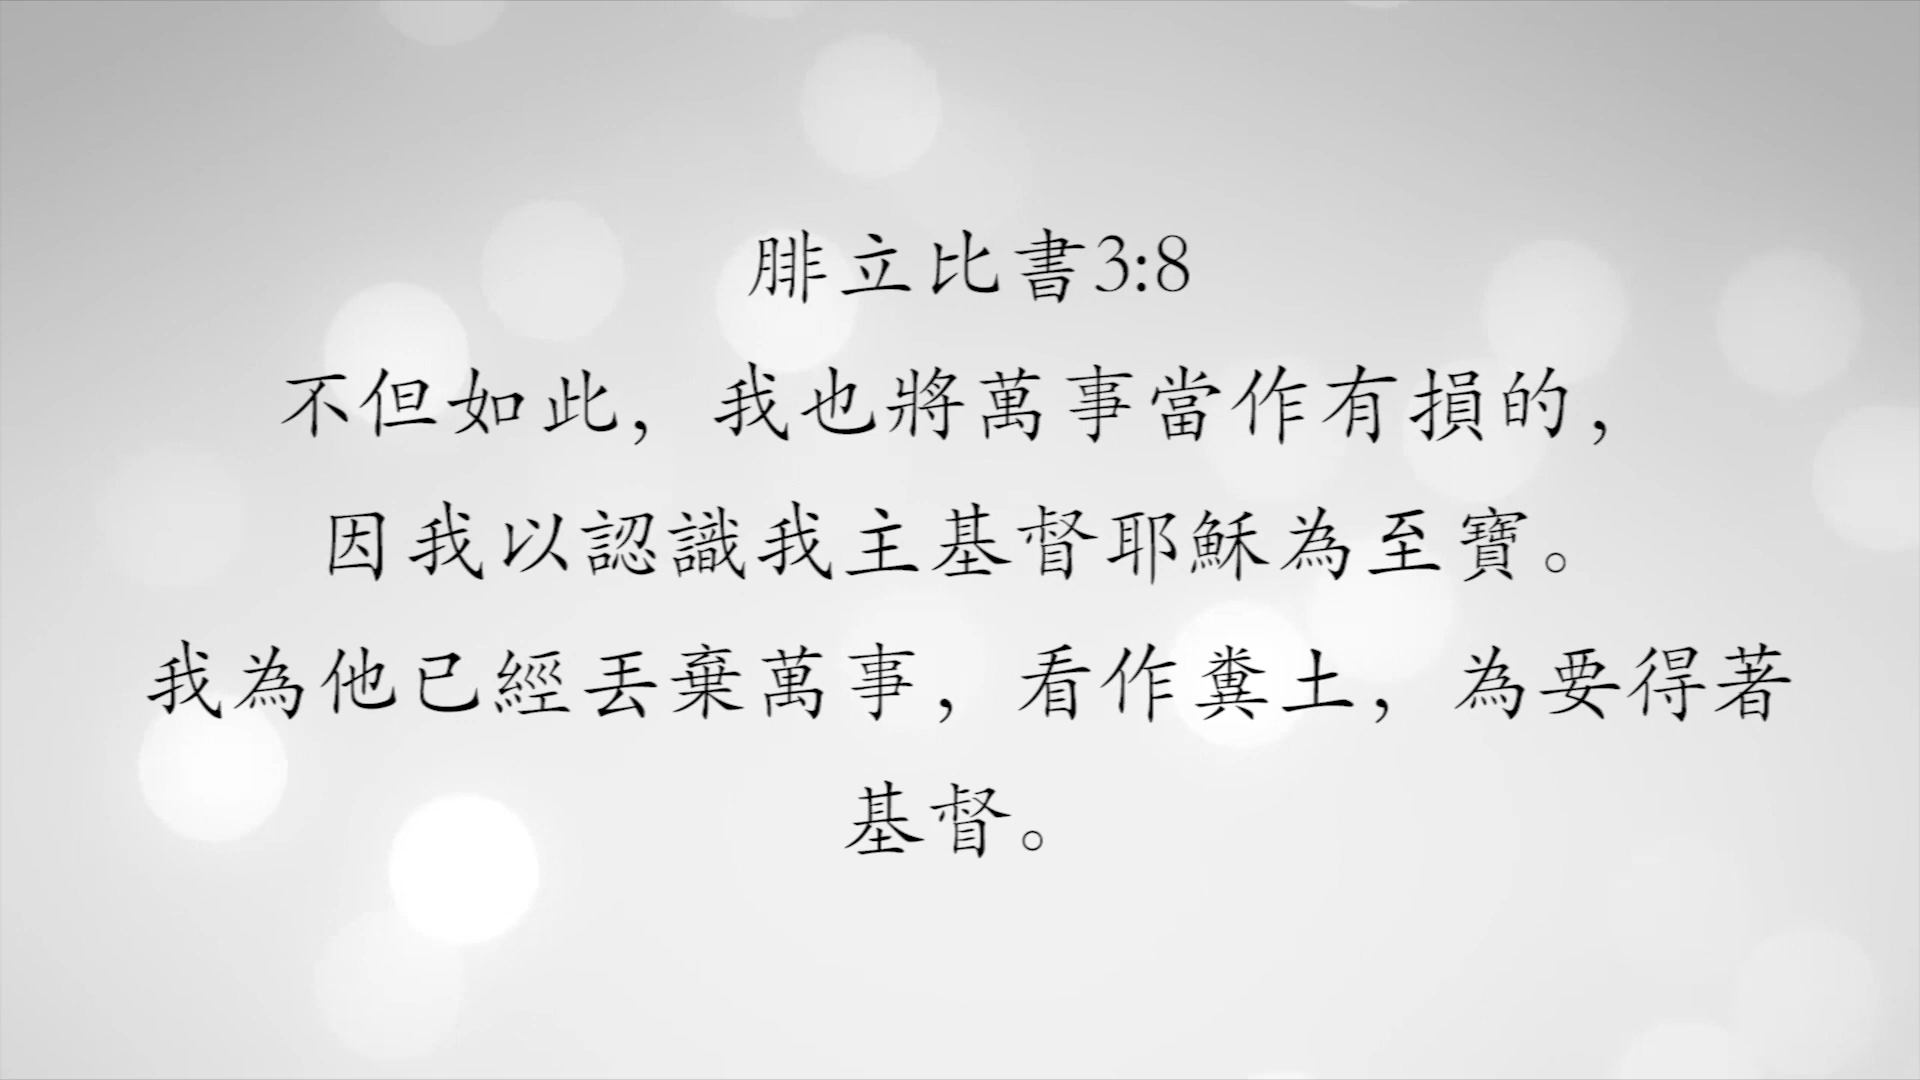 腓立比書3:8
不但如此，我也將萬事當作有損的，
因我以認識我主基督耶穌為至寶。
我為他已經丟棄萬事，看作糞土，為要得著
基督。